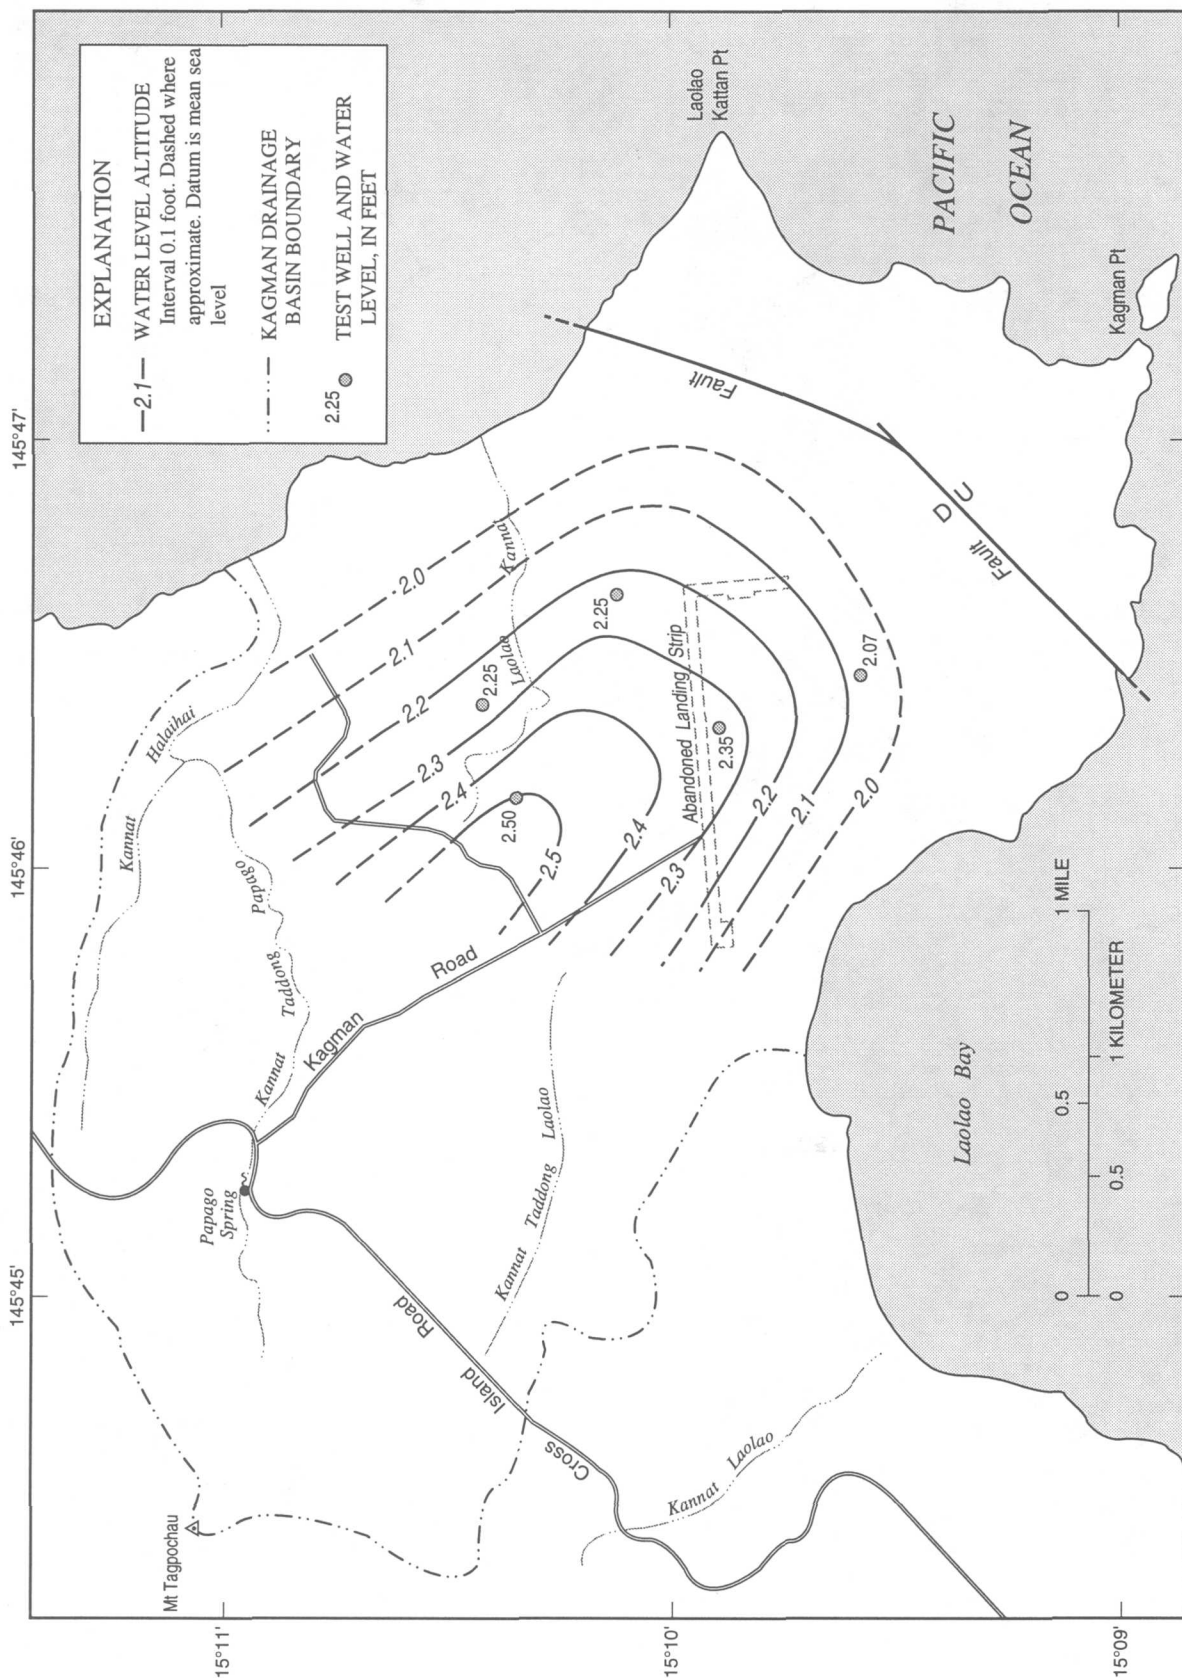 EXPLANATION
—2.1— WATER LEVEL ALTITUDE
Interval 0.1 foot. Dashed where
approximate. Datum is mean sea
level
KAGMAN DRAINAGE
BASIN BOUNDARY
2.25 TEST WELL AND WATER
LEVEL, IN FEET
145°45'
145°46'
145°47'
15°11'
15°10'
15°09'
Mt Tagpochau
Papago
Spring
Kannat
Taddong
Papago
Kannat
Halaihai
Kagman
Road
Cross
Island
Road
Kannat Taddong Laolao
Kannat Laolao
Laolao
Kannat
2.0
2.1
2.2
2.3
2.4
2.5
2.4
2.3
2.2
2.1
2.0
2.50
2.25
2.25
2.35
2.07
Abandoned Landing Strip
Fault
Fault
D
U
Laolao
Kattan Pt
PACIFIC
OCEAN
Kagman Pt
Laolao Bay
0 0.5 1 MILE
0 0.5 1 KILOMETER